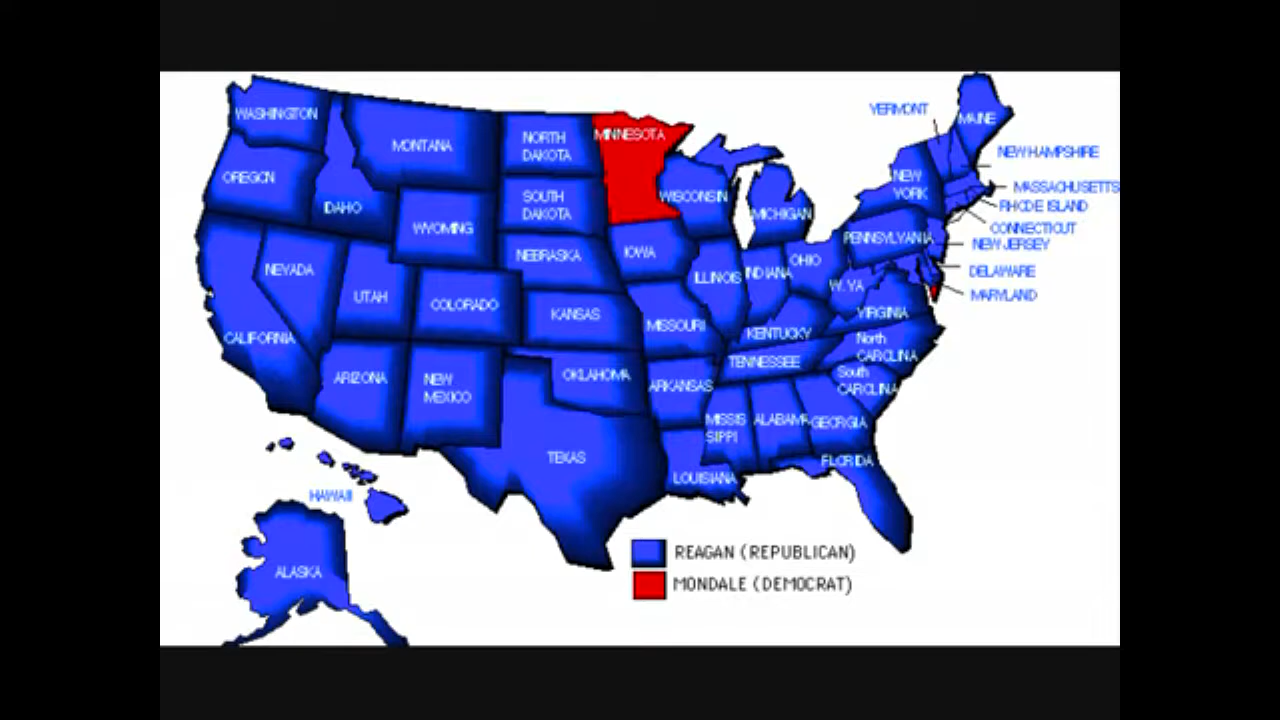 WASHINGTON
VERMONT
MAINE
MONTANA
NORTH
DAKOTA
MINNESOTA
NEW HAMPSHIRE
OREGON
IDAHO
SOUTH
DAKOTA
WISCONSIN
MICHIGAN
NEW
YORK
MASSACHUSETTS
RHODE ISLAND
CONNECTICUT
WYOMING
NEBRASKA
IOWA
PENNSYLVANIA
NEW JERSEY
NEVADA
UTAH
COLORADO
ILLINOIS
INDIANA
OHIO
W. VA
DELAWARE
MARYLAND
CALIFORNIA
KANSAS
MISSOURI
KENTUCKY
VIRGINIA
ARIZONA
NEW
MEXICO
OKLAHOMA
ARKANSAS
TENNESSEE
North
CAROLINA
South
CAROLINA
TEXAS
LOUISIANA
MISSIS
SIPPI
ALABAMA
GEORGIA
FLORIDA
HAWAII
ALASKA
REAGAN (REPUBLICAN)
MONDALE (DEMOCRAT)